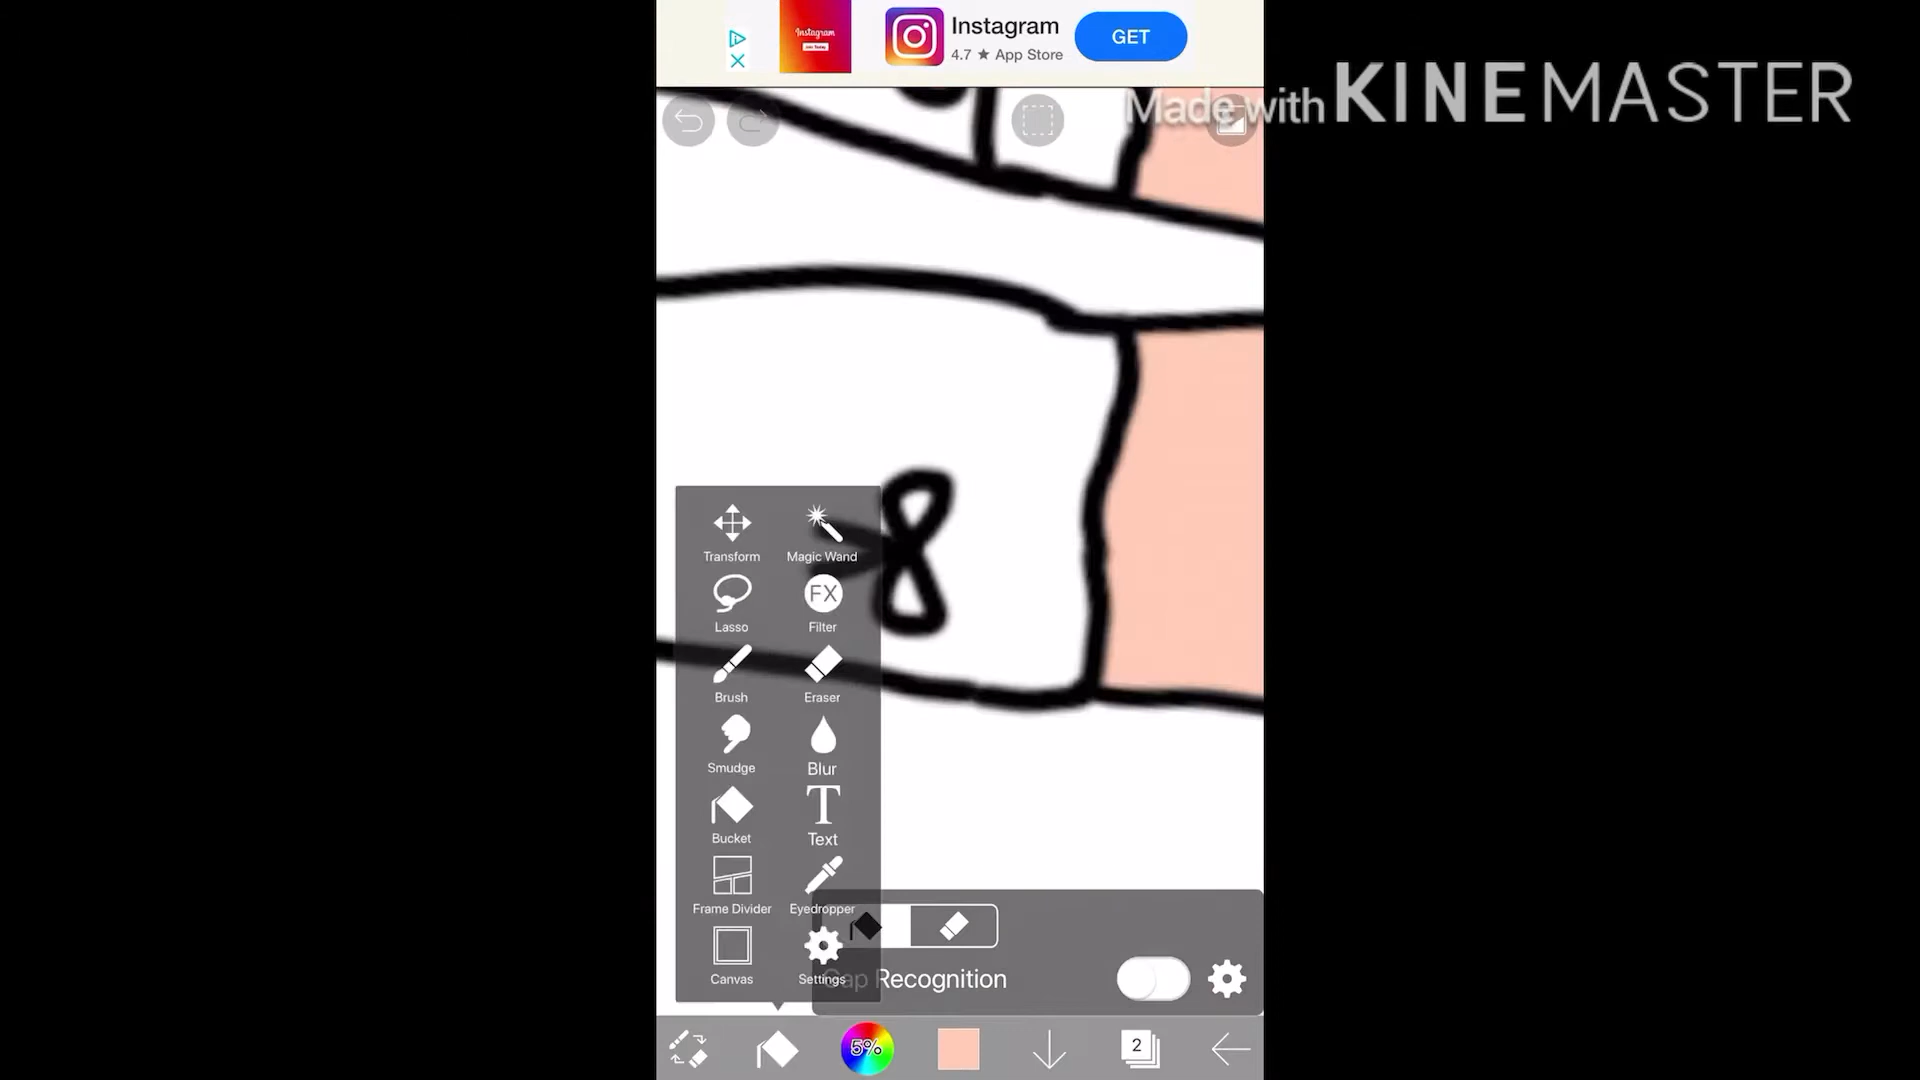 Instagram
Instagram
4.7 ★ App Store
GET
Made with KINEMASTER
Transform
Magic Wand
Lasso
FX
Filter
Brush
Eraser
Smudge
Blur
Bucket
T
Text
Frame Divider
Eyedropper
Canvas
Settings
Gap Recognition
5%
2